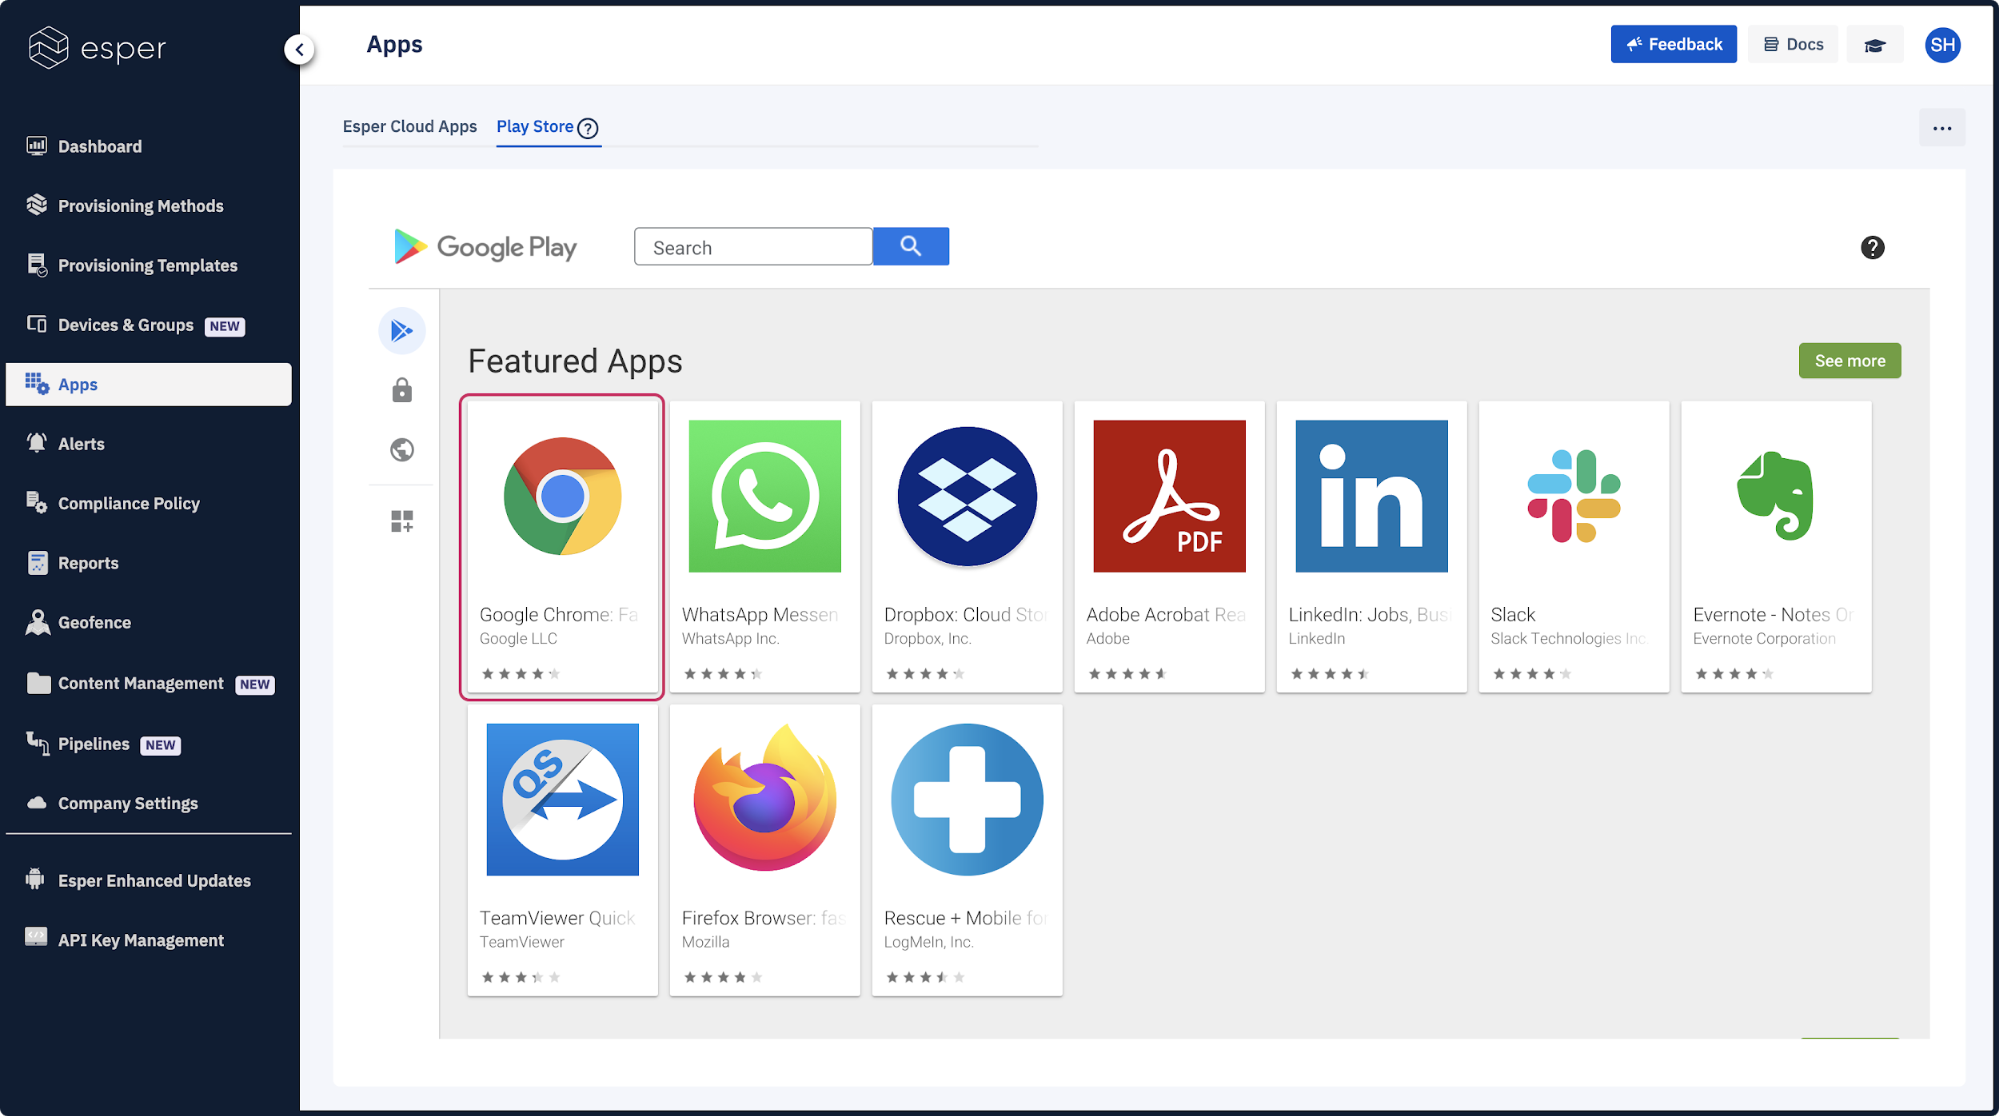 esper
Apps
Feedback
Docs
SH
Dashboard
Provisioning Methods
Provisioning Templates
Devices & Groups NEW
Apps
Alerts
Compliance Policy
Reports
Geofence
Content Management NEW
Pipelines NEW
Company Settings
Esper Enhanced Updates
API Key Management
Esper Cloud Apps
Play Store ?
...
Google Play
Search
?
Featured Apps
See more
PDF
in
Google Chrome: Fa
Google LLC
WhatsApp Messen
WhatsApp Inc.
Dropbox: Cloud Sto
Dropbox, Inc.
Adobe Acrobat Rea
Adobe
LinkedIn: Jobs, Bus
LinkedIn
Slack
Slack Technologies Inc.
Evernote - Notes Or
Evernote Corporation
QS
TeamViewer Quick
TeamViewer
Firefox Browser: fas
Mozilla
Rescue + Mobile for
LogMeIn, Inc.